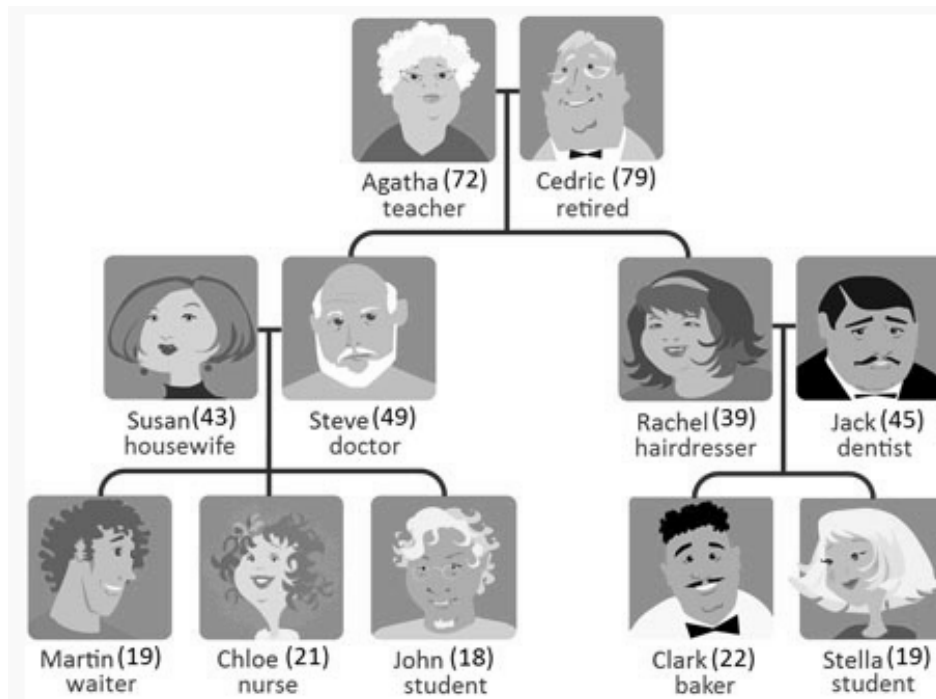 Agatha (72) Cedric (79)
teacher retired
Susan (43) Steve (49) Rachel (39) Jack (45)
housewife doctor hairdresser dentist
Martin (19) Chloe (21) John (18) Clark (22) Stella (19)
waiter nurse student baker student